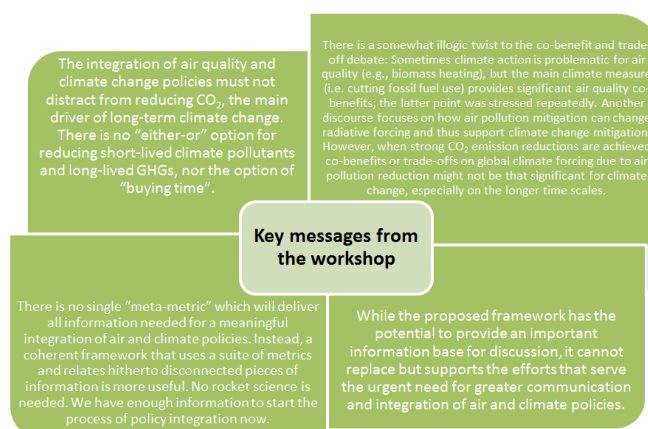 The integration of air quality and
climate change policies must not
distract from reducing CO₂, the main
driver of long-term climate change.
There is no “either-or” option for
reducing short-lived climate pollutants
and long-lived GHGs, nor the option of
“buying time”.
There is a somewhat illogic twist to the co-benefit and trade-
off debate: Sometimes climate action is problematic for air
quality (e.g., biomass heating), but the main climate measure
(i.e. cutting fossil fuel use) provides significant air quality co-
benefits; the latter point was stressed repeatedly. Another
discourse focuses on how air pollution mitigation can change
radiative forcing and thus support climate change mitigation.
However, when strong CO₂ emission reductions are achieved
co-benefits or trade-offs on global climate forcing due to air
pollution reduction might not be that significant for climate
change, especially on the longer time scales.
Key messages from
the workshop
There is no single “meta-metric” which will deliver
all information needed for a meaningful
integration of air and climate policies. Instead, a
coherent framework that uses a suite of metrics
and relates hitherto disconnected pieces of
information is more useful. No rocket science is
needed. We have enough information to start the
process of policy integration now.
While the proposed framework has the
potential to provide an important
information base for discussion, it cannot
replace but supports the efforts that serve
the urgent need for greater communication
and integration of air and climate policies.